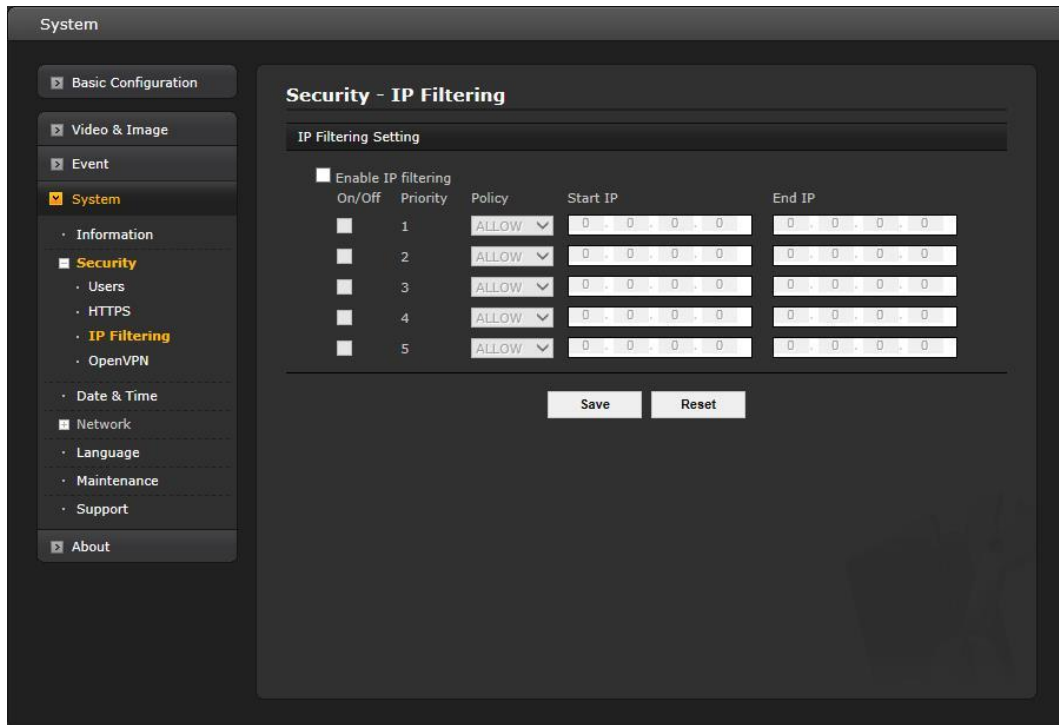 System
Basic Configuration
Video & Image
Event
System
· Information
Security
· Users
· HTTPS
· IP Filtering
· OpenVPN
· Date & Time
Network
· Language
· Maintenance
· Support
About
Security - IP Filtering
IP Filtering Setting
Enable IP filtering
On/Off Priority Policy Start IP End IP
1 ALLOW 0 . 0 . 0 . 0 0 . 0 . 0 . 0
2 ALLOW 0 . 0 . 0 . 0 0 . 0 . 0 . 0
3 ALLOW 0 . 0 . 0 . 0 0 . 0 . 0 . 0
4 ALLOW 0 . 0 . 0 . 0 0 . 0 . 0 . 0
5 ALLOW 0 . 0 . 0 . 0 0 . 0 . 0 . 0
Save Reset